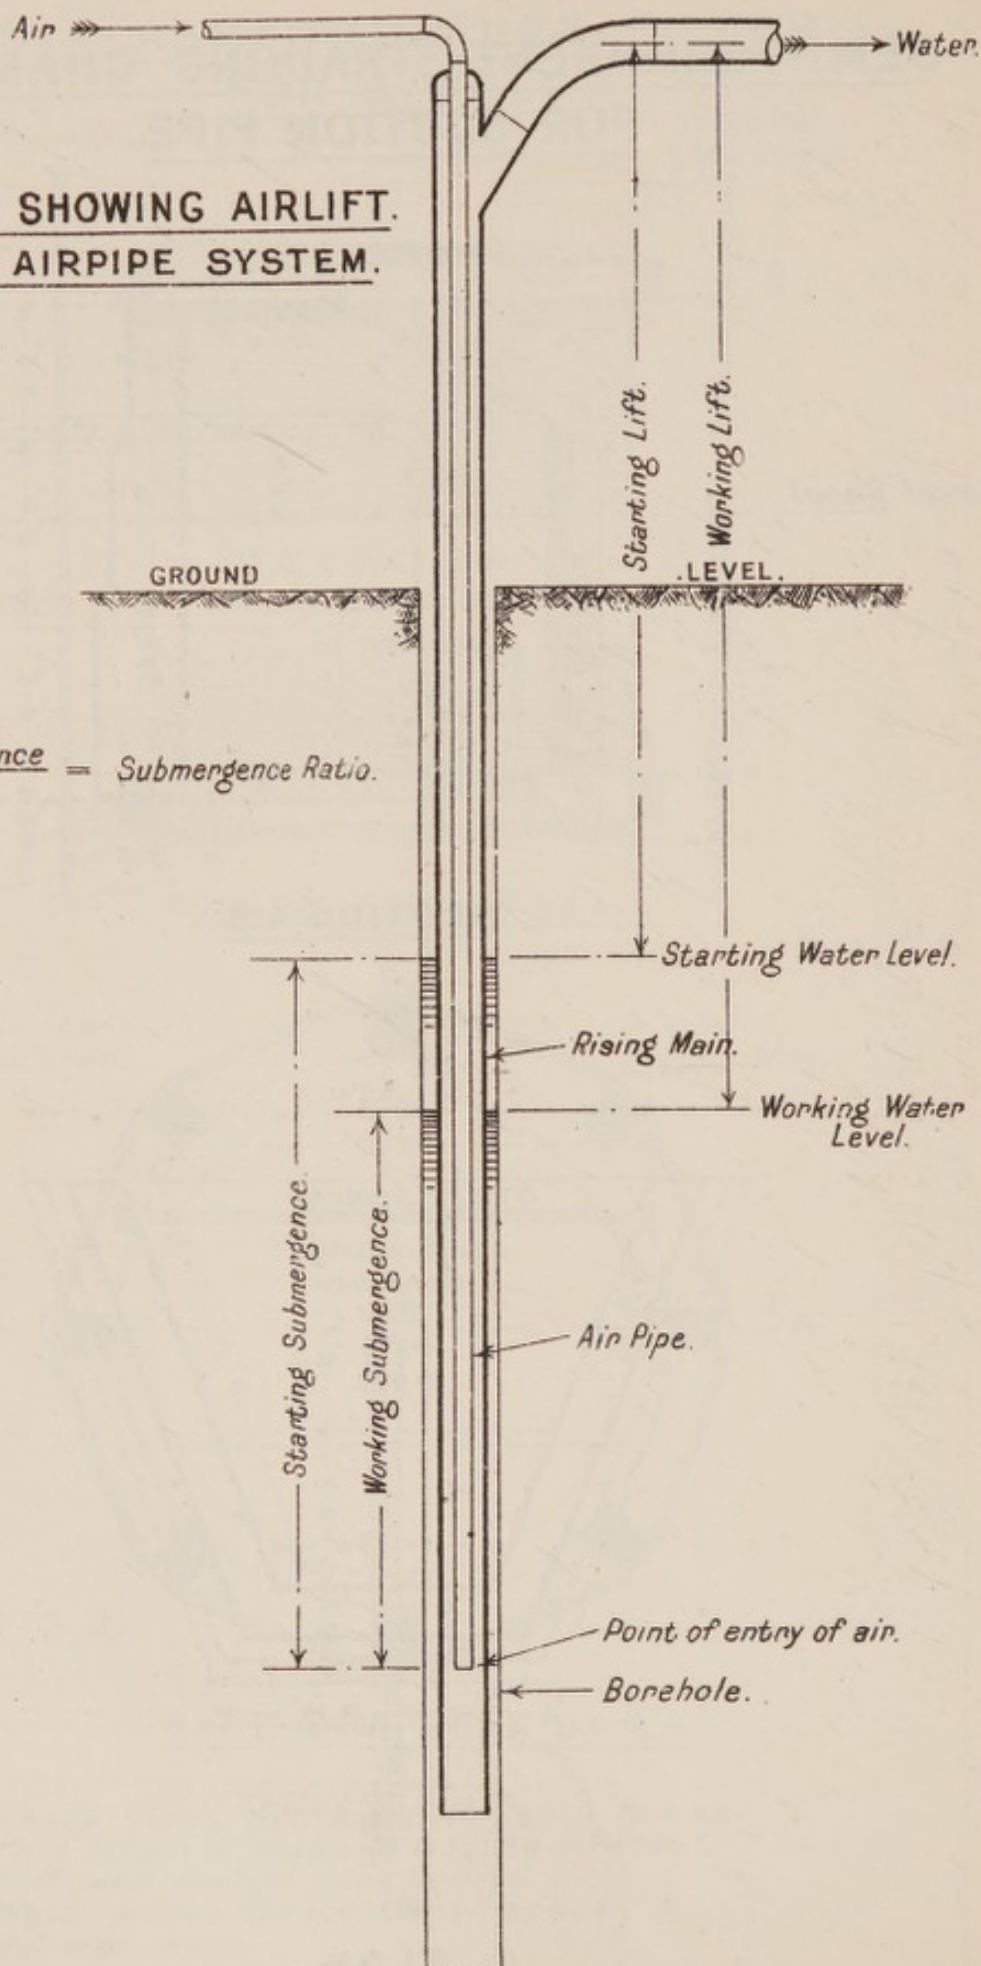 Air
Water.
SHOWING AIRLIFT.
AIRPIPE SYSTEM.
Starting Lift.
Working Lift.
GROUND
.LEVEL.
= Submergence Ratio.
Starting Water Level.
Rising Main.
Working Water
Level.
Starting Submergence.
Working Submergence.
Air Pipe.
Point of entry of air.
Borehole.